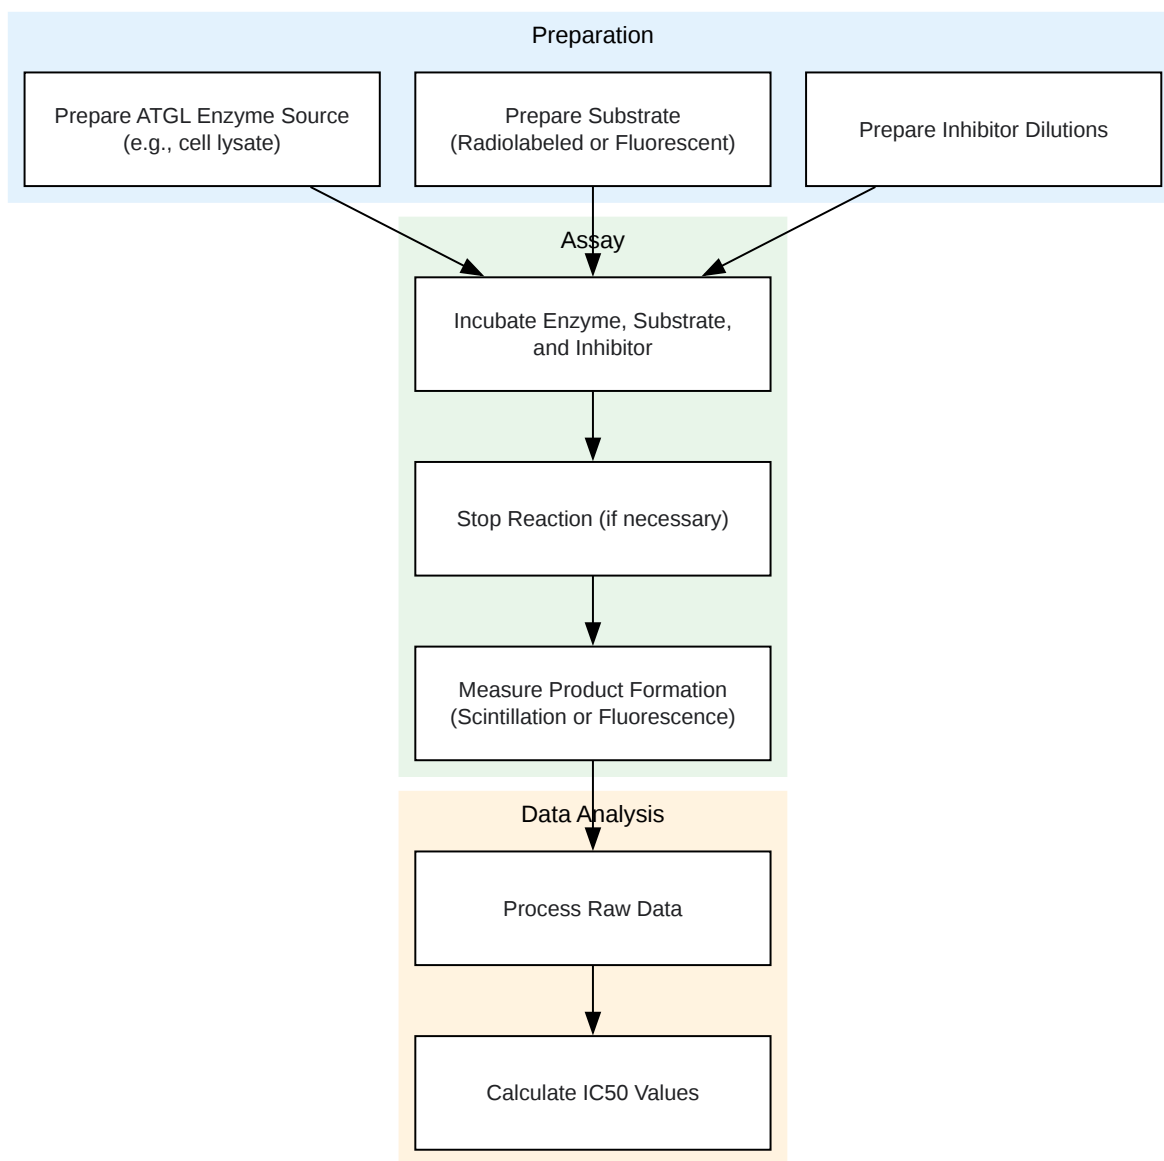 Preparation
Prepare ATGL Enzyme Source
(e.g., cell lysate)
Prepare Substrate
(Radiolabeled or Fluorescent)
Prepare Inhibitor Dilutions
Assay
Incubate Enzyme, Substrate,
and Inhibitor
Stop Reaction (if necessary)
Measure Product Formation
(Scintillation or Fluorescence)
Data Analysis
Process Raw Data
Calculate IC50 Values